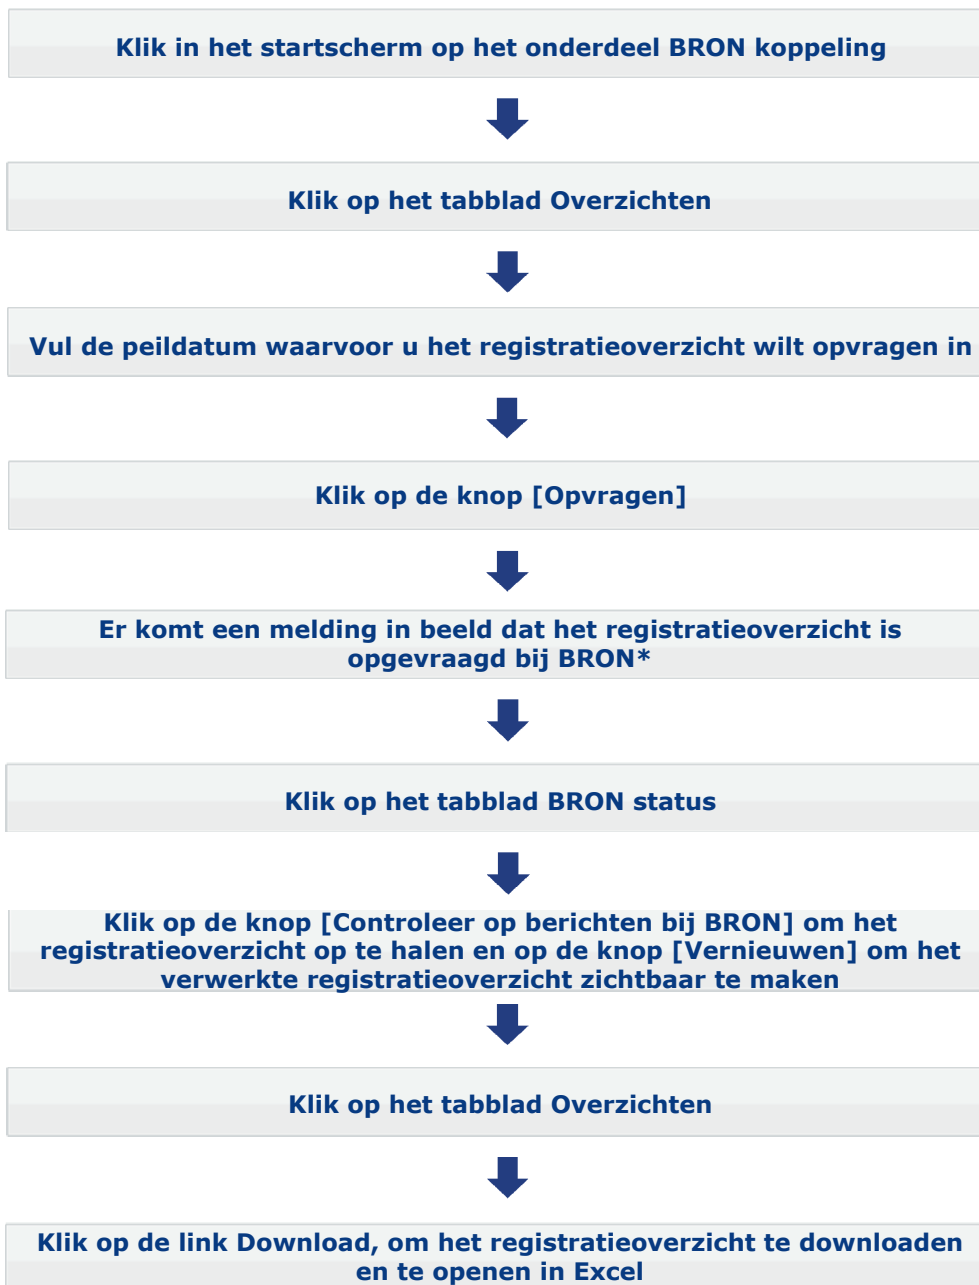 Klik in het startscherm op het onderdeel BRON koppeling
Klik op het tabblad Overzichten
Vul de peildatum waarvoor u het registratieoverzicht wilt opvragen in
Klik op de knop [Opvragen]
Er komt een melding in beeld dat het registratieoverzicht is
opgevraagd bij BRON*
Klik op het tabblad BRON status
Klik op de knop [Controleer op berichten bij BRON] om het
registratieoverzicht op te halen en op de knop [Vernieuwen] om het
verwerkte registratieoverzicht zichtbaar te maken
Klik op het tabblad Overzichten
Klik op de link Download, om het registratieoverzicht te downloaden
en te openen in Excel